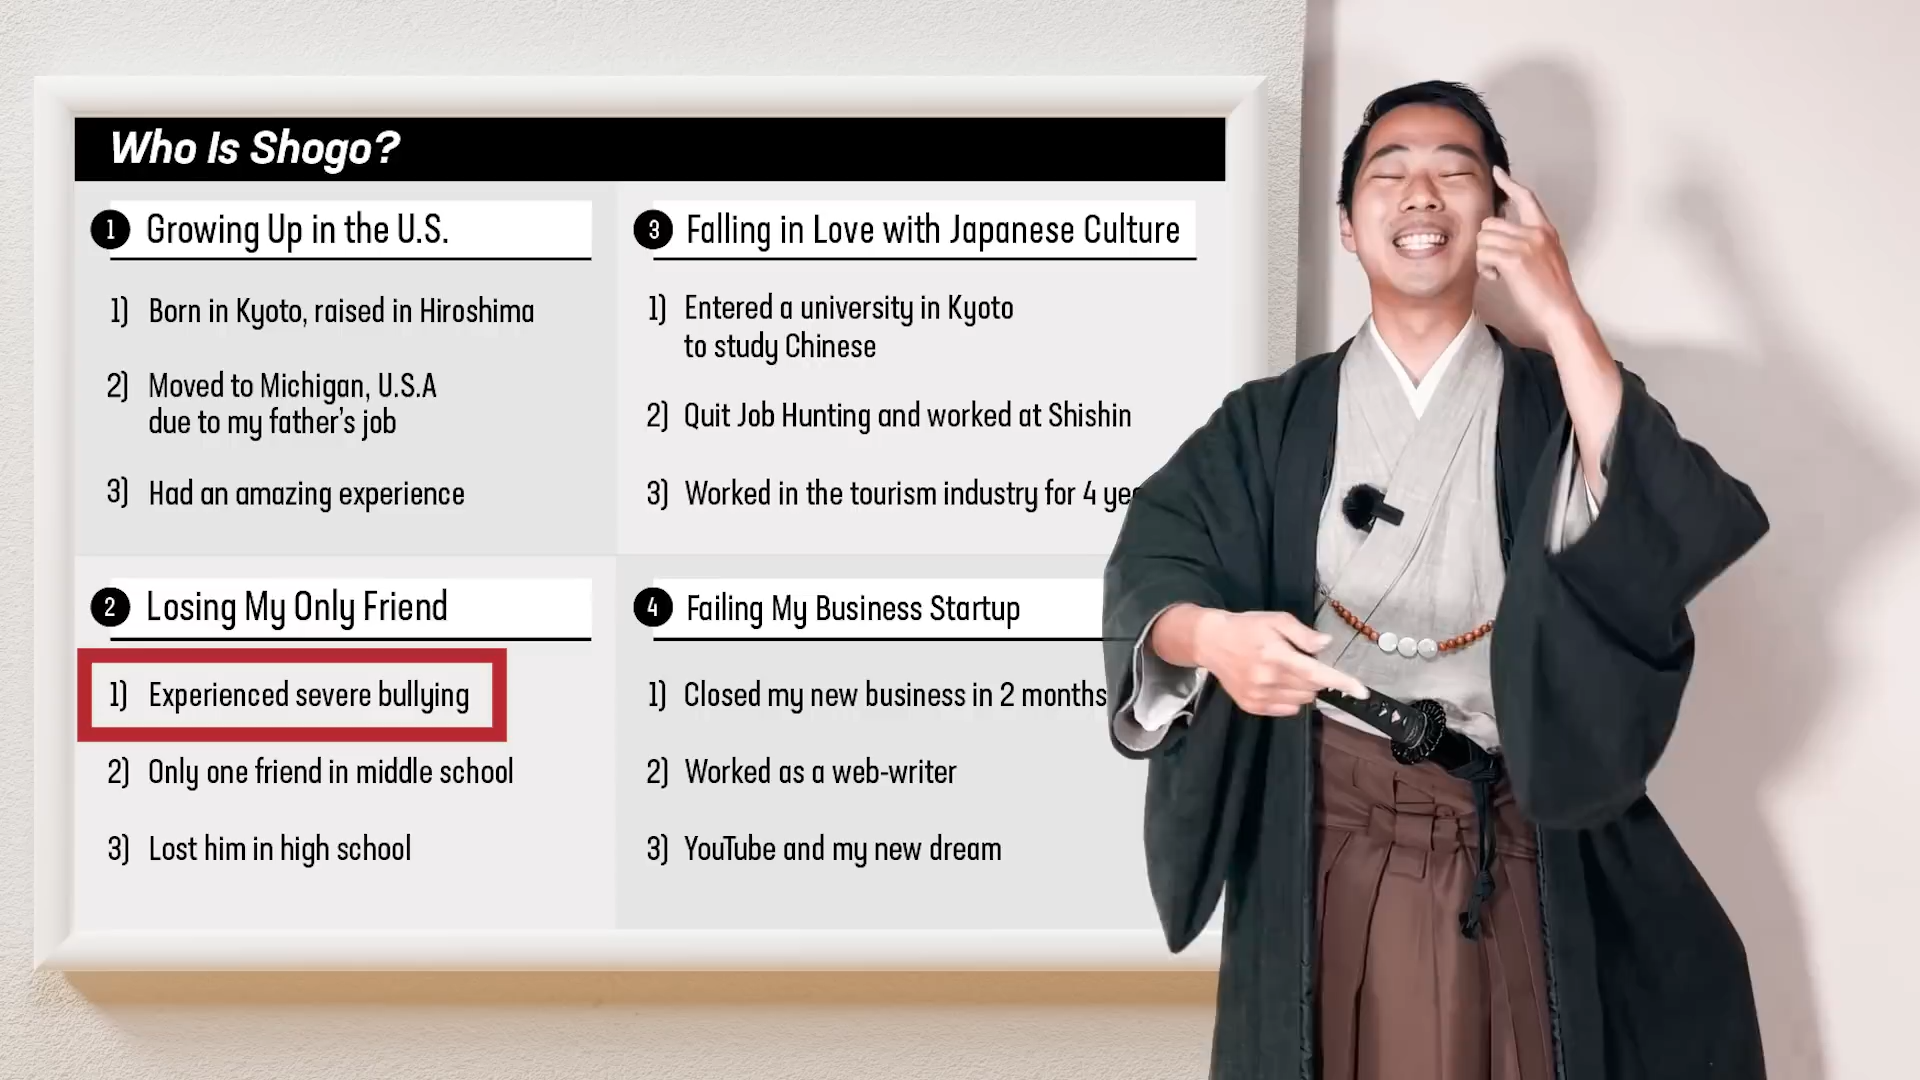 Who Is Shogo?
1 Growing Up in the U.S.
1) Born in Kyoto, raised in Hiroshima
2) Moved to Michigan, U.S.A
due to my father's job
3) Had an amazing experience
2 Losing My Only Friend
1) Experienced severe bullying
2) Only one friend in middle school
3) Lost him in high school
3 Falling in Love with Japanese Culture
1) Entered a university in Kyoto
to study Chinese
2) Quit Job Hunting and worked at Shishin
3) Worked in the tourism industry for 4
4 Failing My Business Startup
1) Closed my new business in 2 months
2) Worked as a web-writer
3) YouTube and my new dream